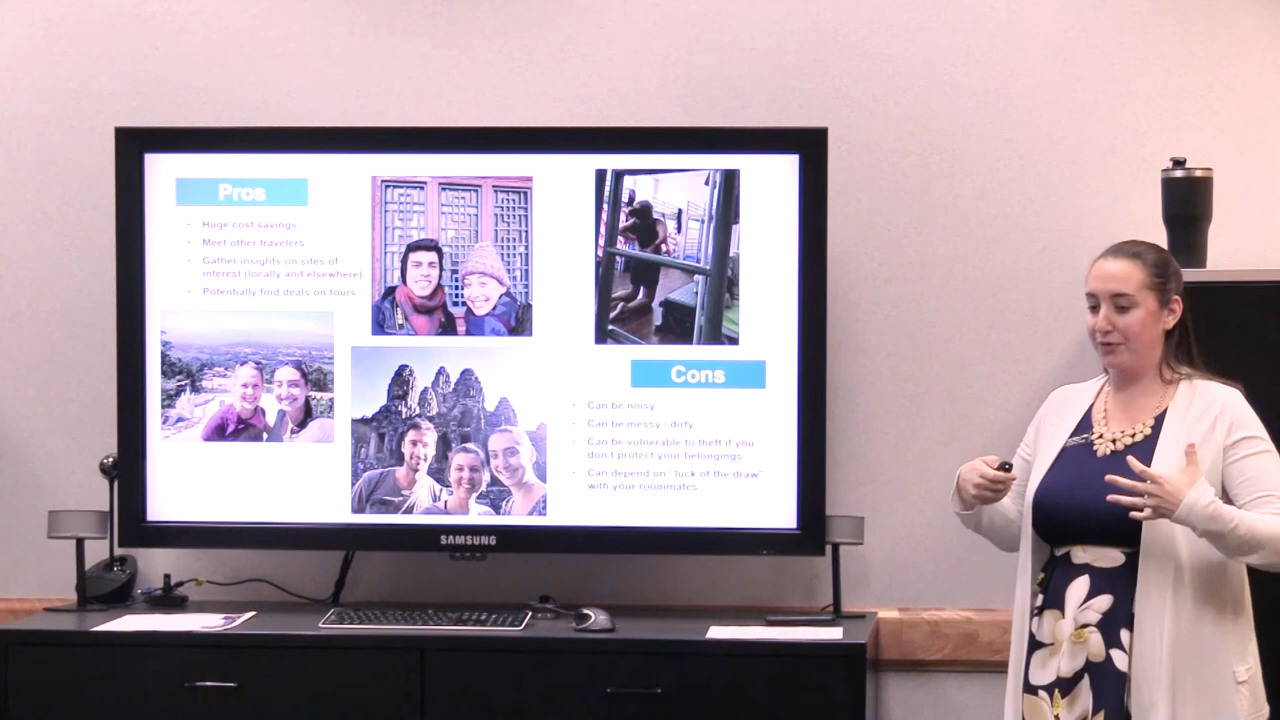 Pros
· Huge cost savings
· Meet other travelers
· Gather insights on sites of
interest (locally and elsewhere)
· Potentially find deals on tours
Cons
· Can be noisy
· Can be messy / dirty
· Can be vulnerable to theft if you
don't protect your belongings
· Can depend on "luck of the draw"
with your roommates
SAMSUNG